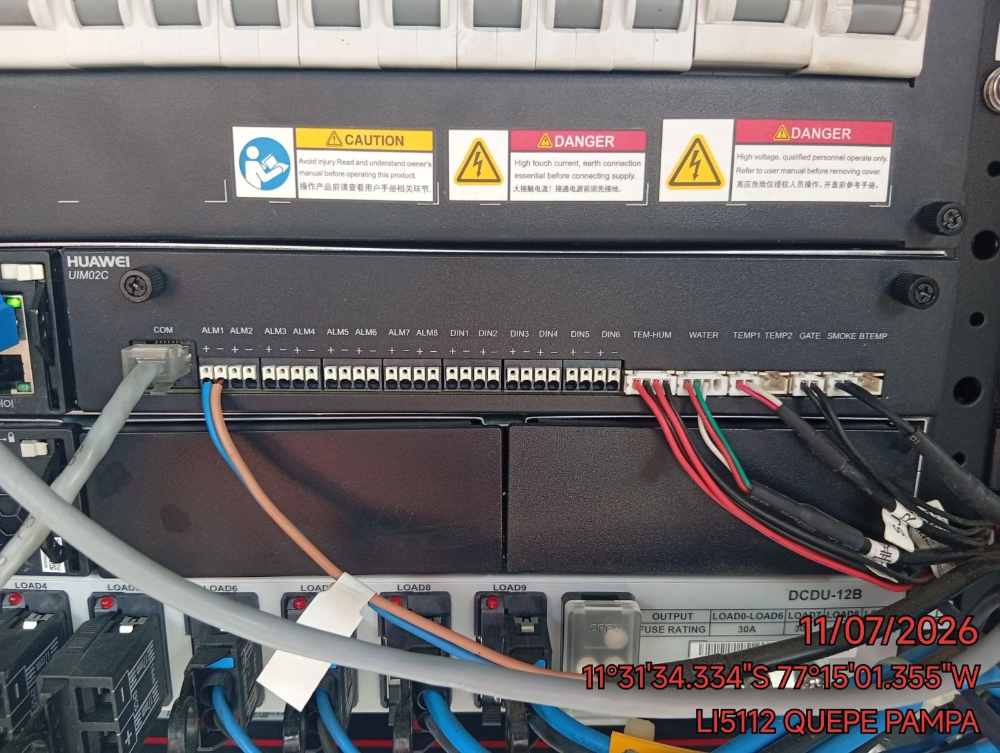 CAUTION
Avoid injury.Read and understand owner's
manual before operating this product.
操作产品前请查看用户手册相关环节.
DANGER
High touch current, earth connection
essential before connecting supply.
大接触电流！接通电源前须先接地。
DANGER
High voltage, qualified personnel operate only.
Refer to user manual before removing cover.
高压危险仅授权人员操作。开盖前参考手册。
HUAWEI
UIM02C
COM ALM1 ALM2 ALM3 ALM4 ALM5 ALM6 ALM7 ALM8 DIN1 DIN2 DIN3 DIN4 DIN5 DIN6 TEM-HUM WATER TEMP1 TEMP2 GATE SMOKE BTEMP
+ − + − + − + − + − + − + − + − + − + − + − + − + − + −
LOAD4 LOAD6 LOAD8 LOAD9
DCDU-12B
OPEN
OUTPUT LOAD0-LOAD6 LOAD7 LOAD8
FUSE RATING 30A
11/07/2026
11°31'34.334"S 77°15'01.355"W
LI5112 QUEPE PAMPA